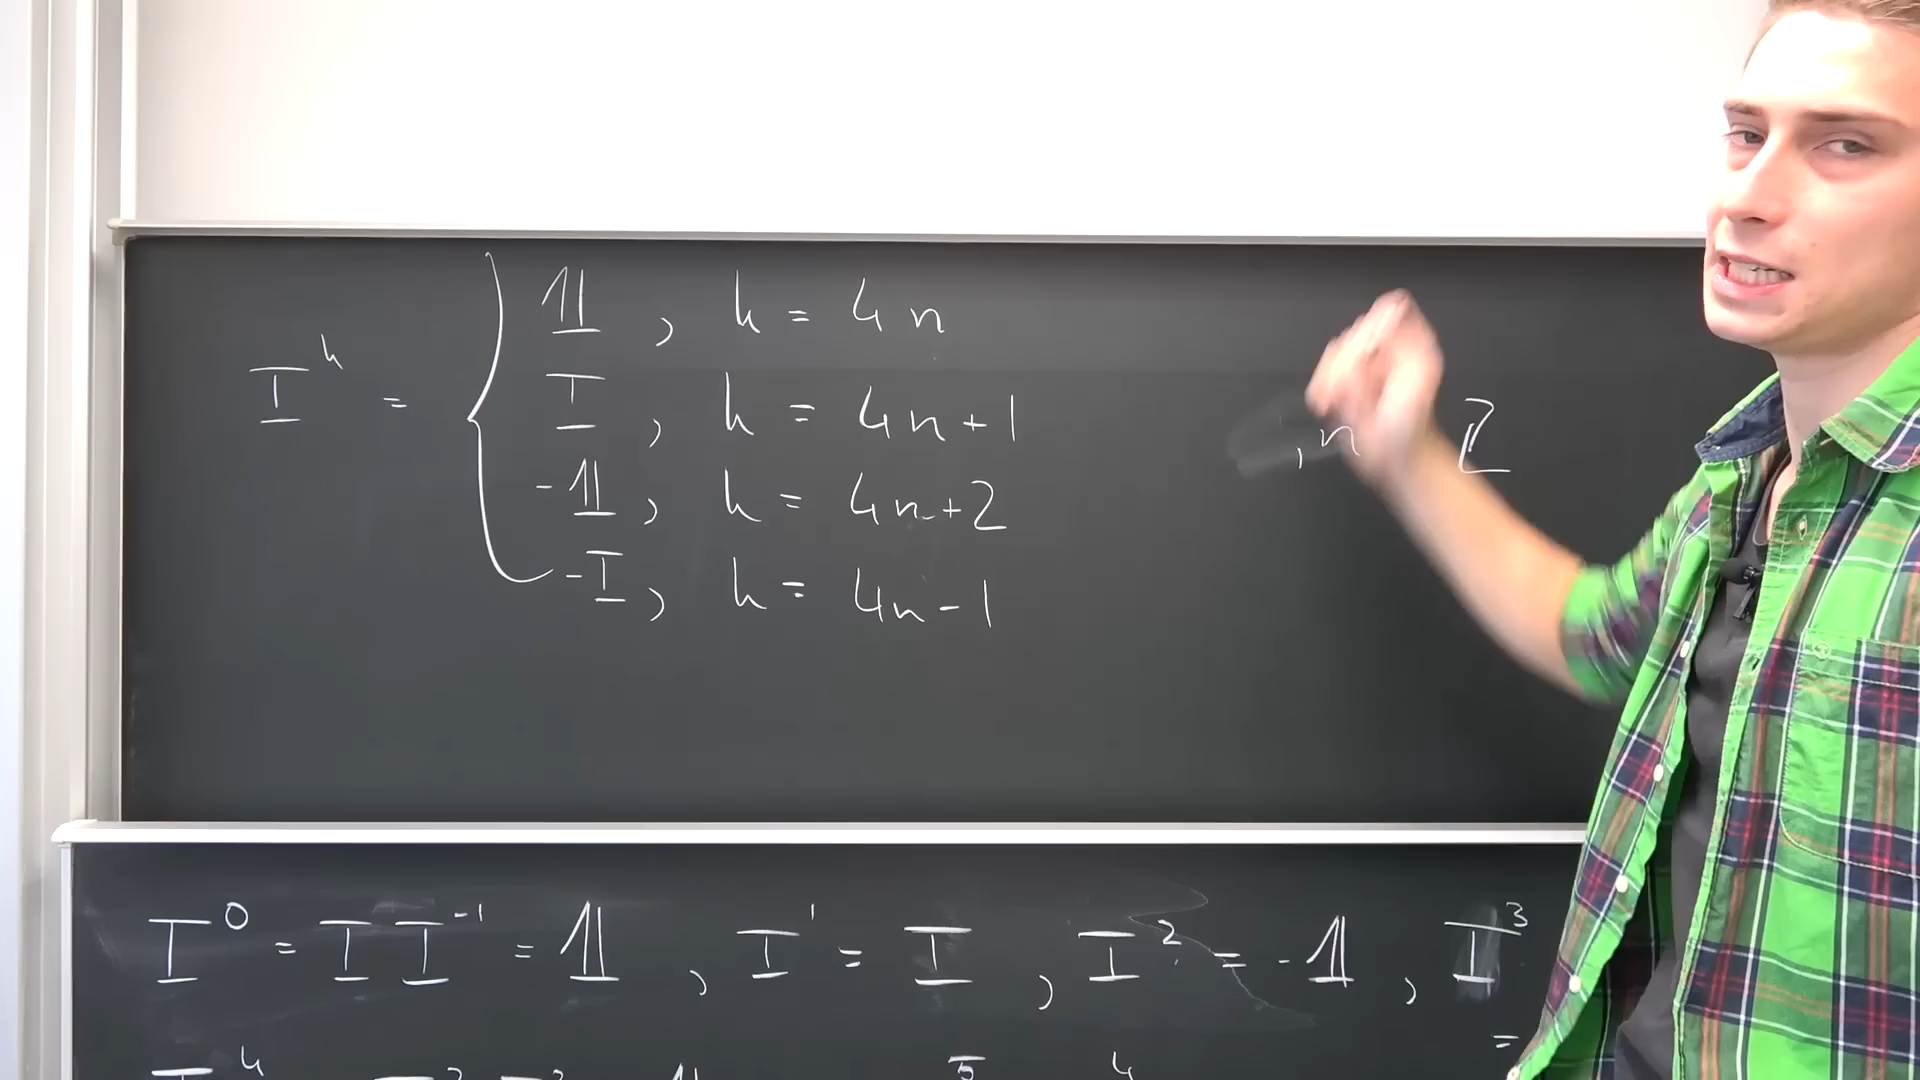 𝟙, k = 4n
I^k = I, k = 4n+1 , n ℤ
-𝟙, k = 4n+2
-I, k = 4n-1
I^0 = I I^-1 = 𝟙, I^1 = I, I^2 = -𝟙, I^3
=